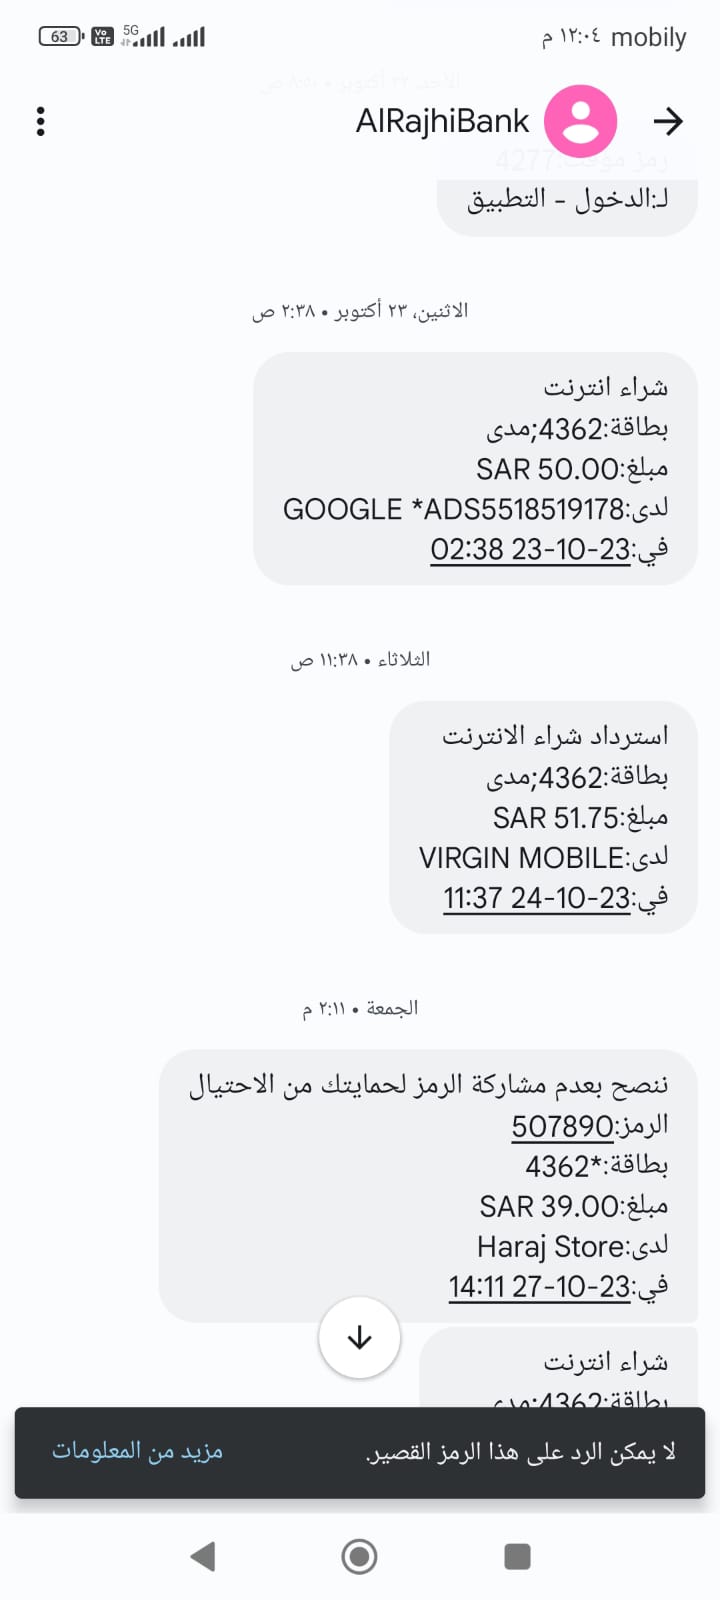 63
Vo LTE
5G
١٢:٠٤ م
mobily
AlRajhiBank
رمز مؤقت:4277
لـ:الدخول - التطبيق
الاثنين، ٢٣ أكتوبر • ٢:٣٨ ص
شراء انترنت
بطاقة:4362;مدى
مبلغ:SAR 50.00
لدى:GOOGLE *ADS5518519178
في:23-10-23 02:38
الثلاثاء • ١١:٣٨ ص
استرداد شراء الانترنت
بطاقة:4362;مدى
مبلغ:SAR 51.75
لدى:VIRGIN MOBILE
في:23-10-24 11:37
الجمعة • ٢:١١ م
ننصح بعدم مشاركة الرمز لحمايتك من الاحتيال
الرمز:507890
بطاقة:*4362
مبلغ:SAR 39.00
لدى:Haraj Store
في:23-10-27 14:11
شراء انترنت
بطاقة:4362;مدى
لا يمكن الرد على هذا الرمز القصير.
مزيد من المعلومات